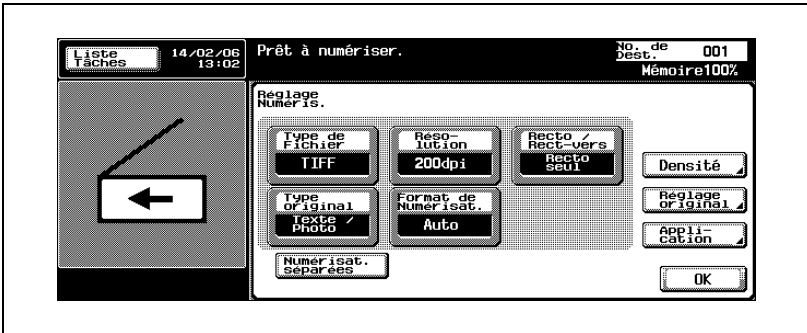 Liste
Tâches
14/02/06
13:02
Prêt à numériser.
No. de
Dest.
001
Mémoire100%
Réglage
Numéris.
Type de
Fichier
TIFF
Réso-
lution
200dpi
Recto /
Rect-vers
Recto
seul
Type
original
Texte /
Photo
Format de
Numérisat.
Auto
Numérisat.
séparées
Densité
Réglage
original
Appli-
cation
OK